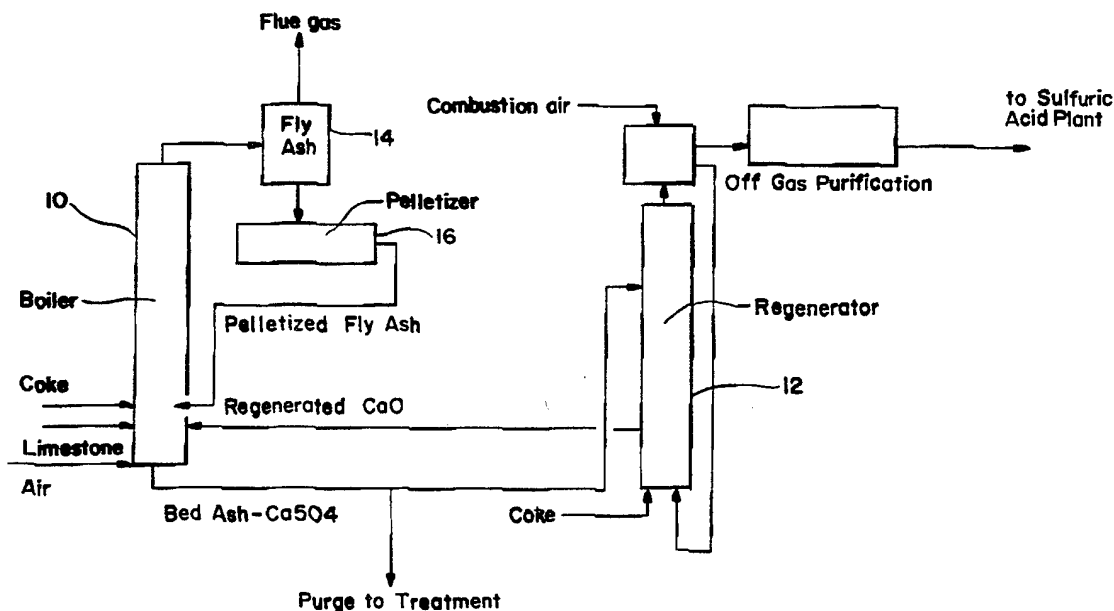 Flue gas
Fly
Ash
14
Combustion air
to Sulfuric
Acid Plant
Off Gas Purification
Pelletizer
16
10
Boiler
Pelletized Fly Ash
Regenerator
12
Coke
Regenerated CaO
Limestone
Air
Bed Ash-Ca504
Coke
Purge to Treatment